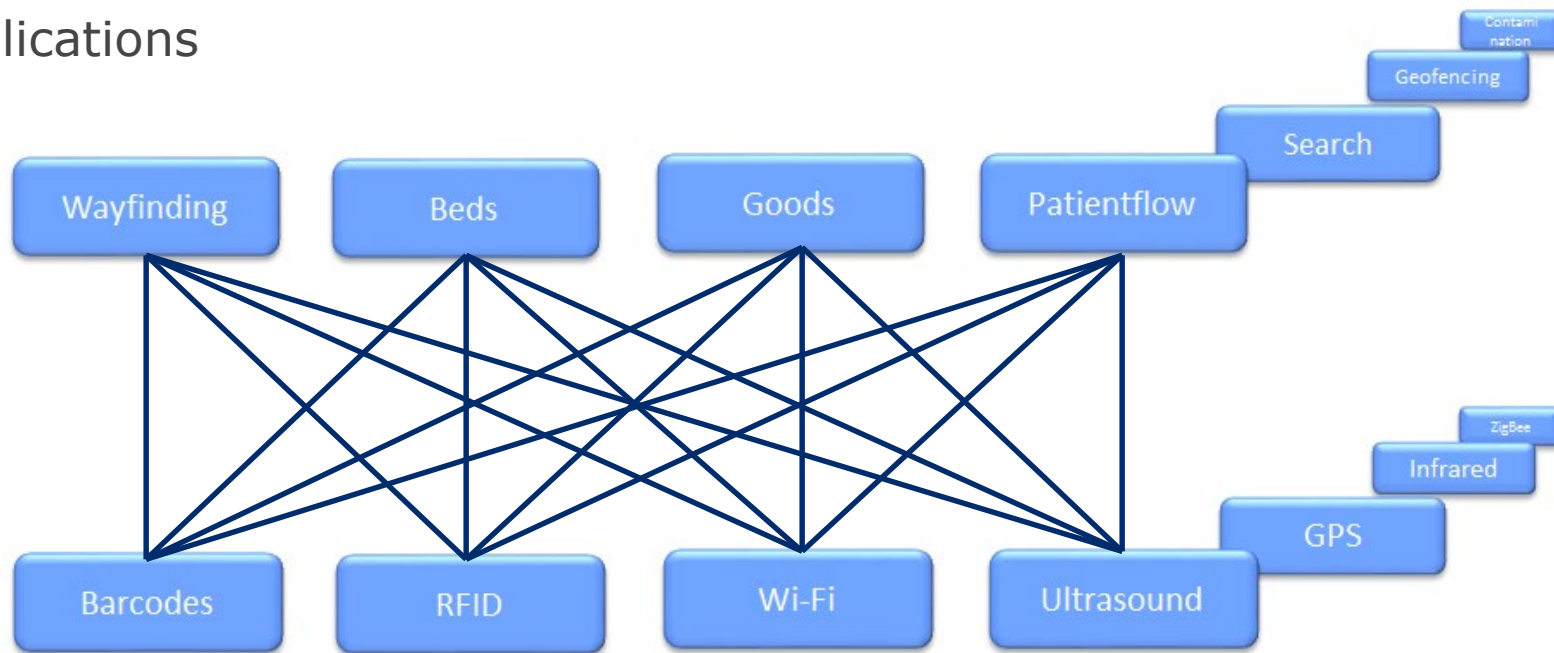 lications
Contami
nation
Geofencing
Search
Wayfinding
Beds
Goods
Patientflow
ZigBee
Infrared
GPS
Barcodes
RFID
Wi-Fi
Ultrasound